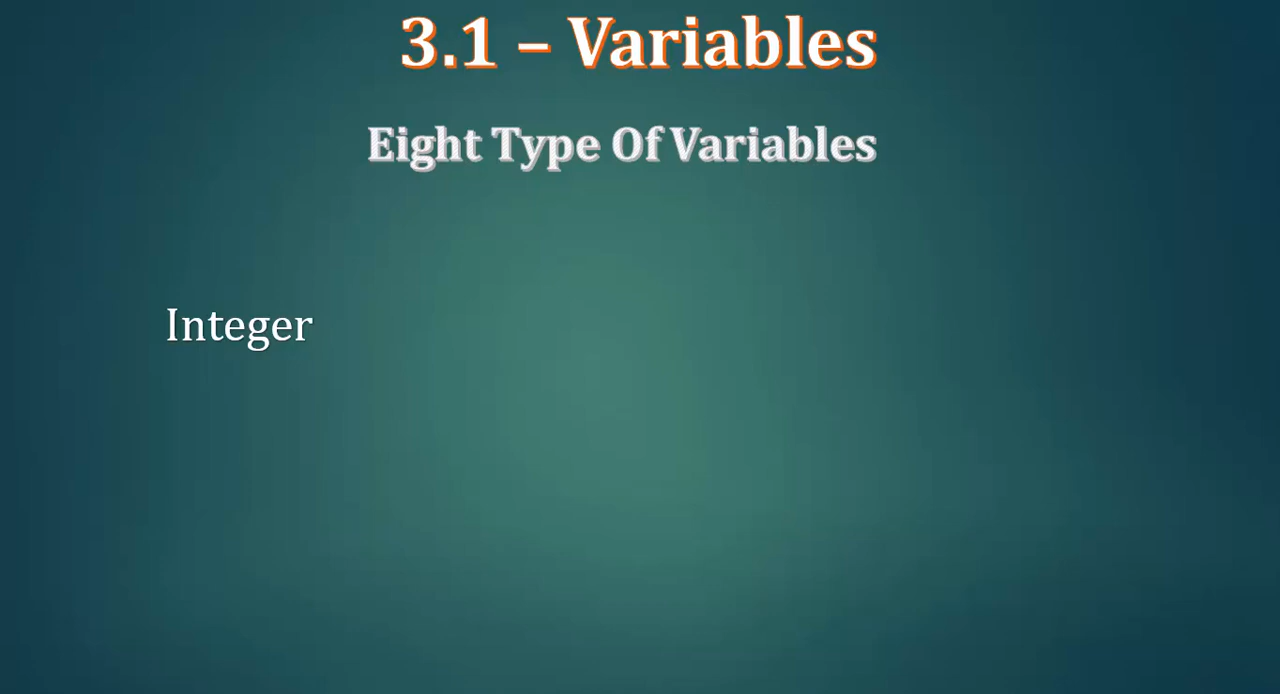 3.1 – Variables
Eight Type Of Variables
Integer